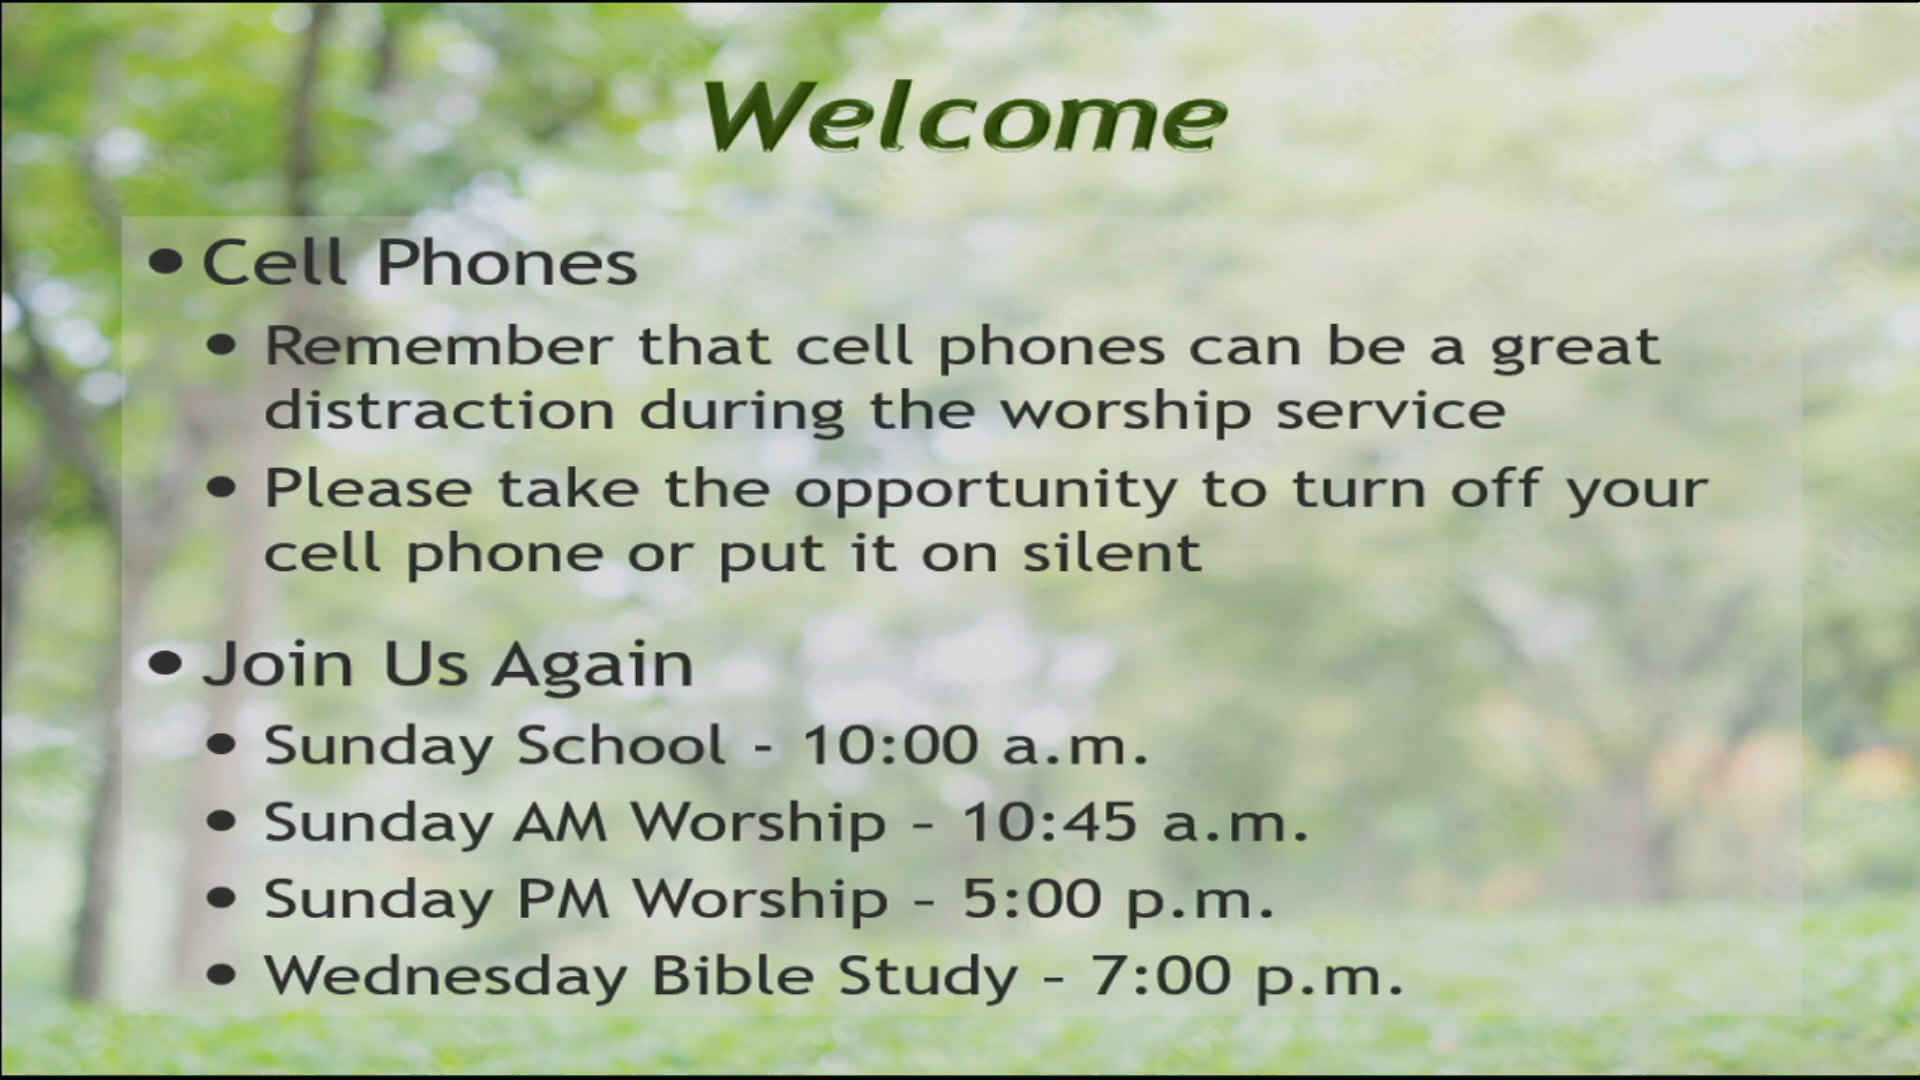 Welcome
• Cell Phones
• Remember that cell phones can be a great
distraction during the worship service
• Please take the opportunity to turn off your
cell phone or put it on silent
• Join Us Again
• Sunday School - 10:00 a.m.
• Sunday AM Worship - 10:45 a.m.
• Sunday PM Worship - 5:00 p.m.
• Wednesday Bible Study - 7:00 p.m.